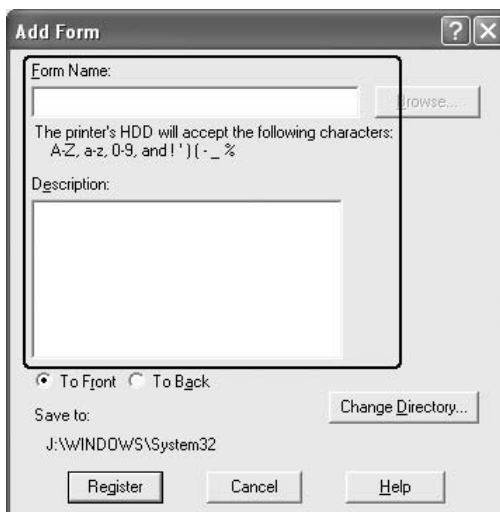 Add Form
Form Name:
Browse...
The printer's HDD will accept the following characters:
A-Z, a-z, 0-9, and ! ' ) ( - _ %
Description:
To Front To Back
Change Directory...
Save to:
J:\WINDOWS\System32
Register Cancel Help